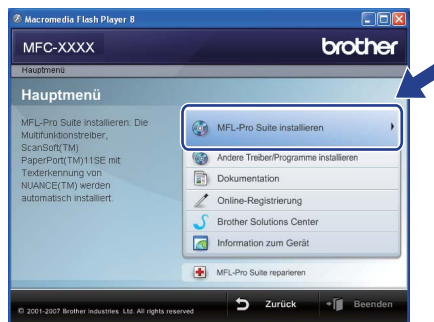 Macromedia Flash Player 8
MFC-XXXX
brother
Hauptmenü
Hauptmenü
MFL-Pro Suite installieren: Die
Multifunktionstreiber,
ScanSoft(TM)
PaperPort(TM)11SE mit
Texterkennung von
NUANCE(TM) werden
automatisch installiert.
MFL-Pro Suite installieren
Andere Treiber/Programme installieren
Dokumentation
Online-Registrierung
Brother Solutions Center
Information zum Gerät
MFL-Pro Suite reparieren
© 2001-2007 Brother Industries Ltd. All rights reserved
Zurück
Beenden